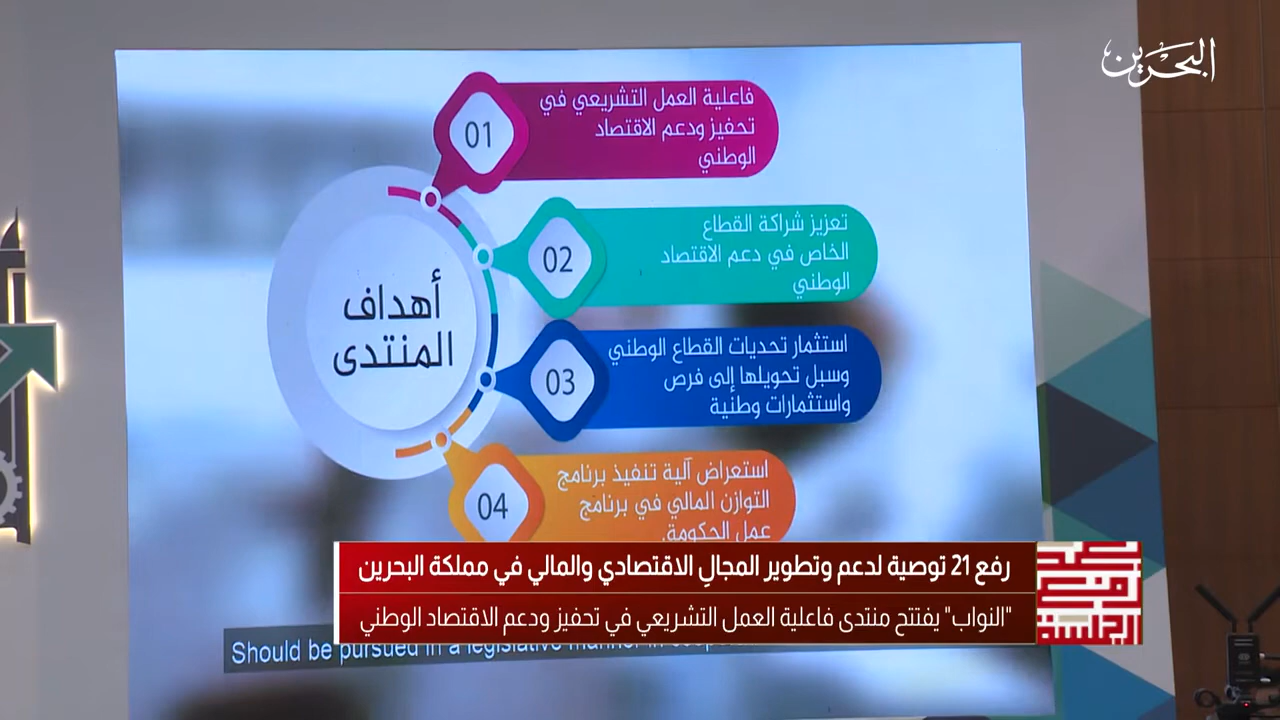 البحرين
01
فاعلية العمل التشريعي في
تحفيز ودعم الاقتصاد
الوطني
02
تعزيز شراكة القطاع
الخاص في دعم الاقتصاد
الوطني
أهداف
المنتدى
03
استثمار تحديات القطاع الوطني
وسبل تحويلها إلى فرص
واستثمارات وطنية
04
استعراض آلية تنفيذ برنامج
التوازن المالي في برنامج
عمل الحكومة.
رفع 21 توصية لدعم وتطوير المجالِ الاقتصادي والمالي في مملكة البحرين
"النواب" يفتتح منتدى فاعلية العمل التشريعي في تحفيز ودعم الاقتصاد الوطني
الجلسة
Should be pursued in a legislative manner in